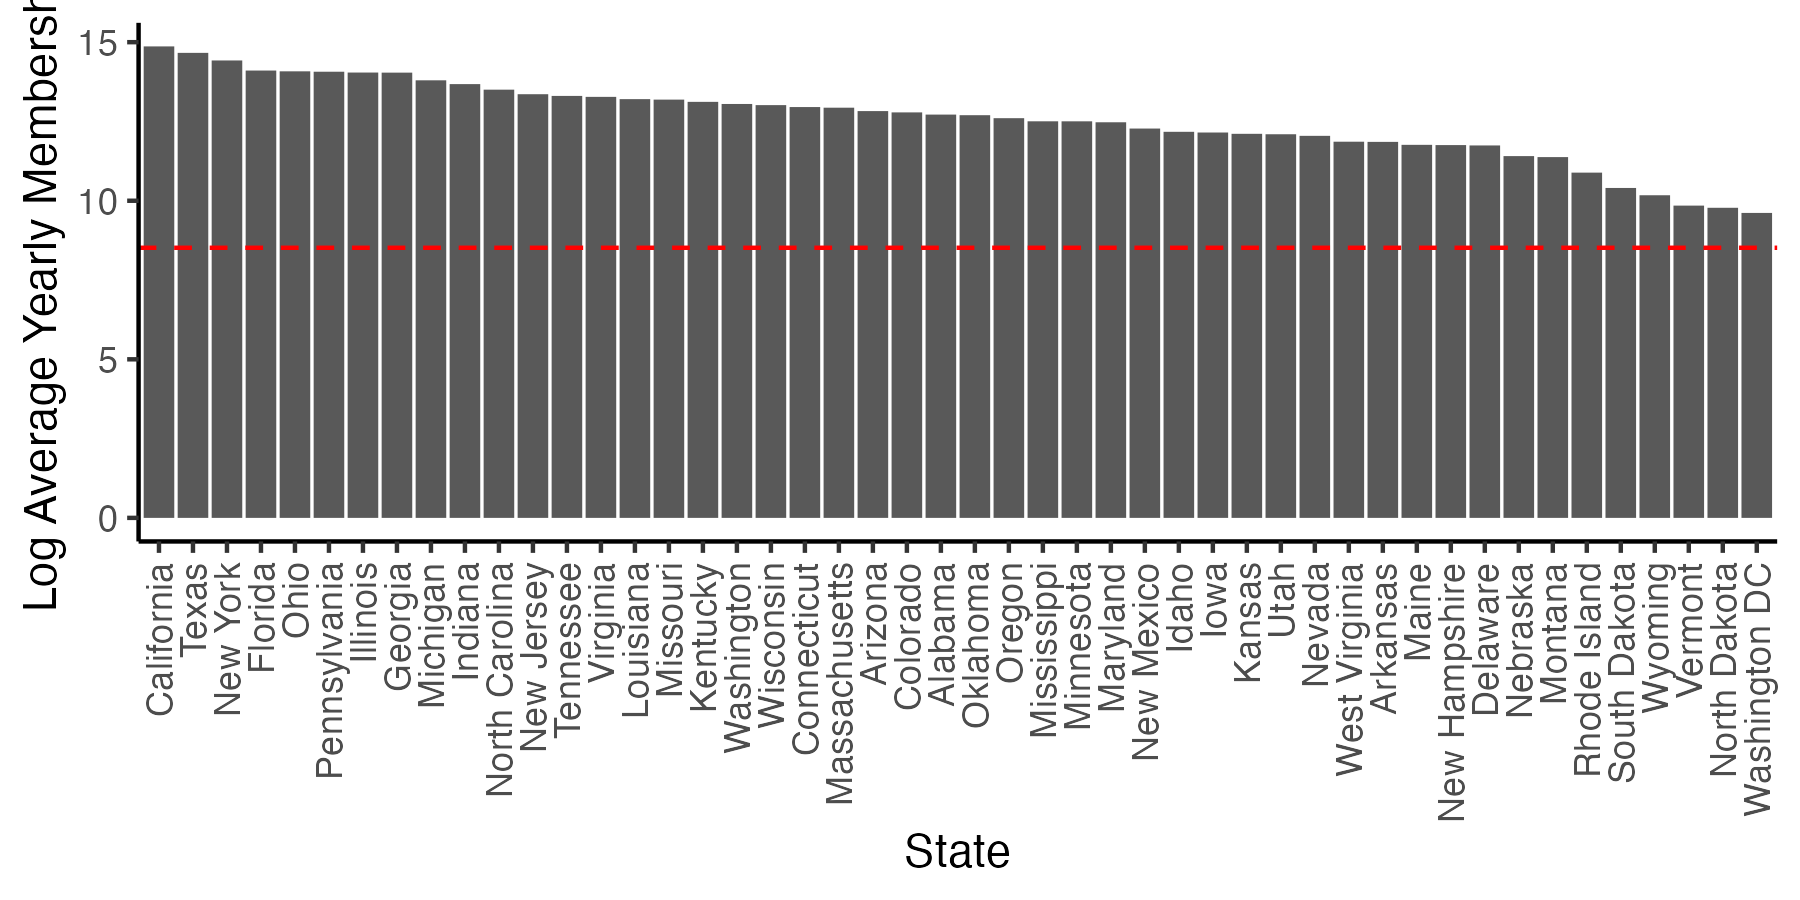 Log Average Yearly Membersh
15
10
5
0
California
Texas
New York
Florida
Ohio
Pennsylvania
Illinois
Georgia
Michigan
Indiana
North Carolina
New Jersey
Tennessee
Virginia
Louisiana
Missouri
Kentucky
Washington
Wisconsin
Connecticut
Massachusetts
Arizona
Colorado
Alabama
Oklahoma
Oregon
Mississippi
Minnesota
Maryland
New Mexico
Idaho
Iowa
Kansas
Utah
Nevada
West Virginia
Arkansas
Maine
New Hampshire
Delaware
Nebraska
Montana
Rhode Island
South Dakota
Wyoming
Vermont
North Dakota
Washington DC
State